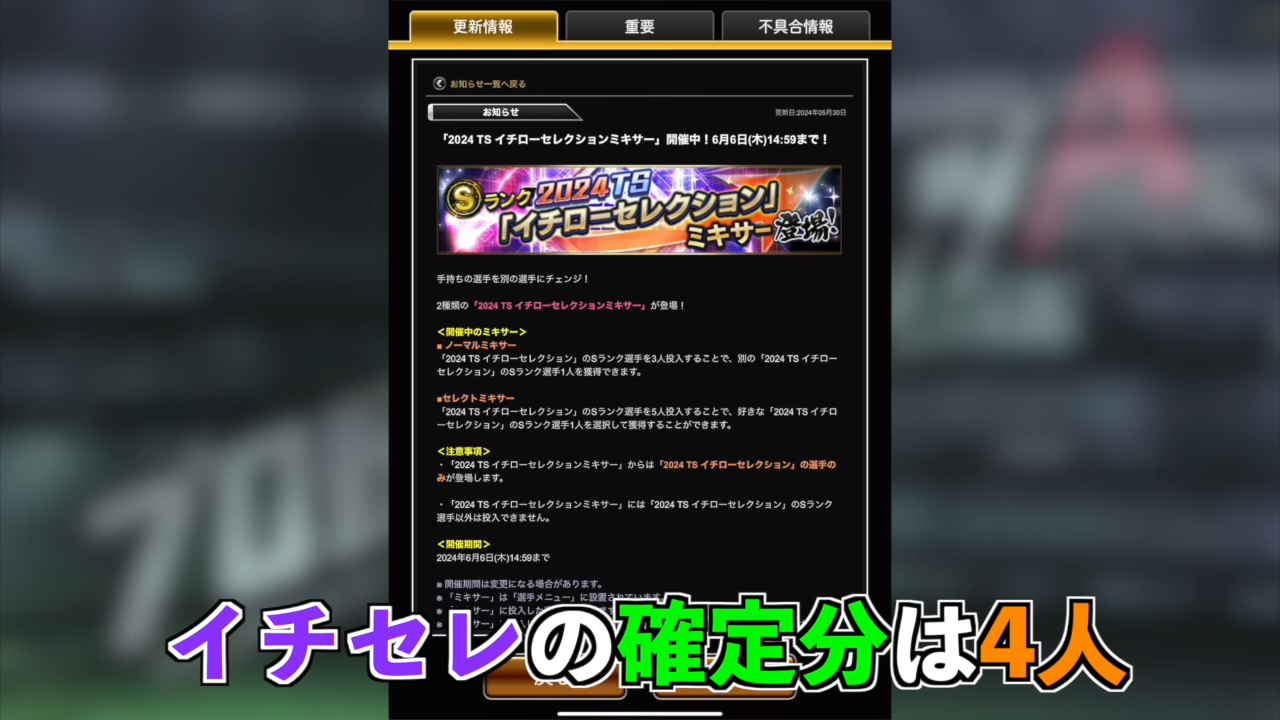 更新情報
重要
不具合情報
お知らせ一覧へ戻る
お知らせ
更新日:2024年05月30日
「2024 TS イチローセレクションミキサー」開催中！6月6日(木)14:59まで！
Sランク 2024TS
「イチローセレクション」
ミキサー登場!
手持ちの選手を別の選手にチェンジ！
2種類の「2024 TS イチローセレクションミキサー」が登場！
＜開催中のミキサー＞
■ ノーマルミキサー
「2024 TS イチローセレクション」のSランク選手を3人投入することで、別の「2024 TS イチロー
セレクション」のSランク選手1人を獲得できます。
■セレクトミキサー
「2024 TS イチローセレクション」のSランク選手を5人投入することで、好きな「2024 TS イチロ
ーセレクション」のSランク選手1人を選択して獲得することができます。
＜注意事項＞
・「2024 TS イチローセレクションミキサー」からは「2024 TS イチローセレクション」の選手の
みが登場します。
・「2024 TS イチローセレクションミキサー」には「2024 TS イチローセレクション」のSランク
選手以外は投入できません。
＜開催期間＞
2024年6月6日(木)14:59まで
※ 開催期間は変更になる場合があります。
※ 「ミキサー」は「選手メニュー」に設置されています
イチセレの確定分は4人